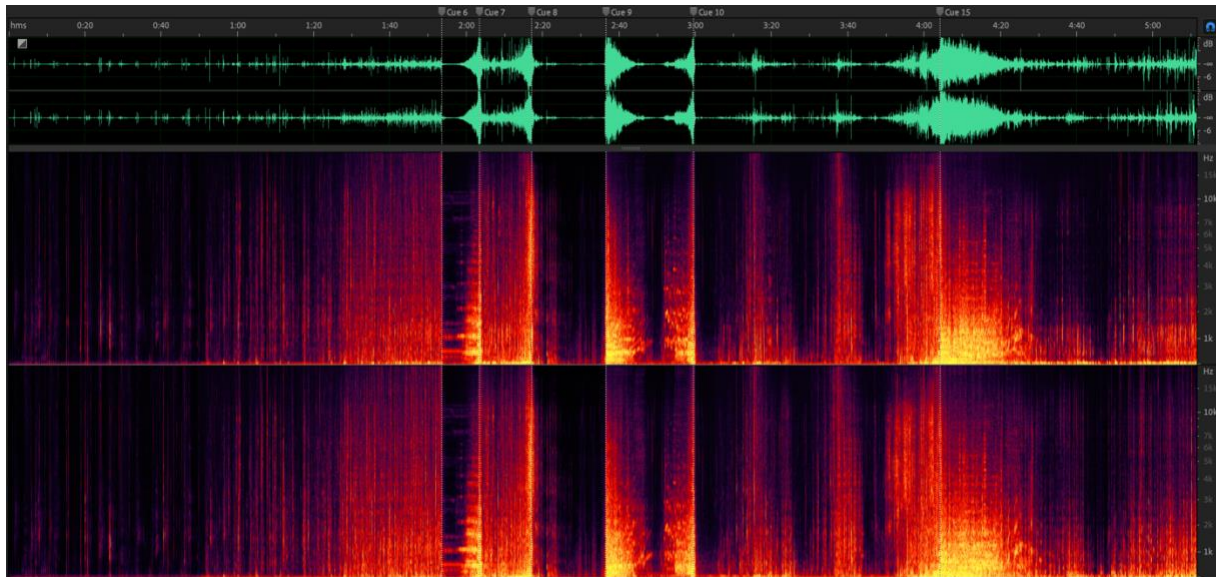 Cue 6 Cue 7 Cue 8 Cue 9 Cue 10 Cue 15
hms 0:20 0:40 1:00 1:20 1:40 2:00 2:20 2:40 3:00 3:20 3:40 4:00 4:20 4:40 5:00
dB
-∞
-6
dB
-∞
-6
Hz
15k
10k
7k
6k
5k
4k
3k
2k
1k
Hz
15k
10k
7k
6k
5k
4k
3k
2k
1k